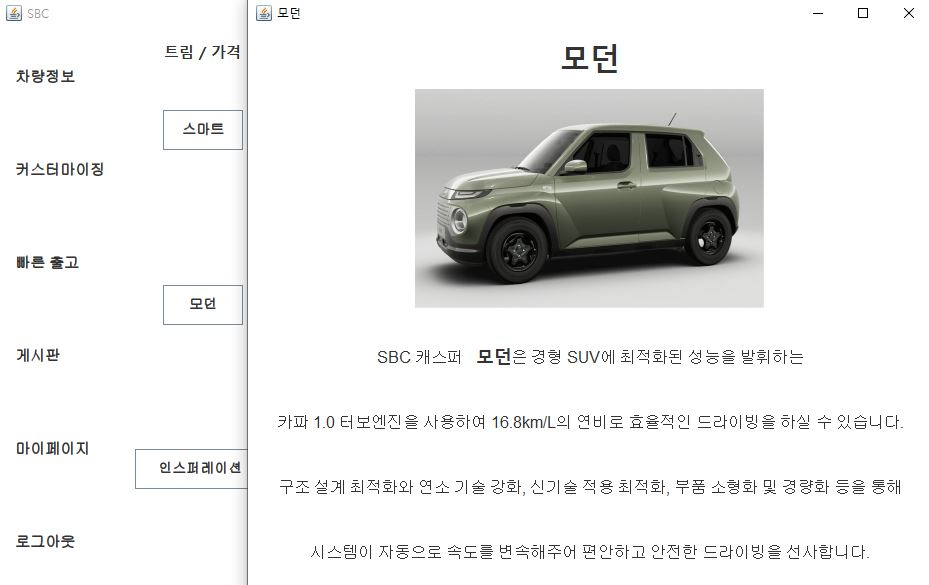 SBC
트림 / 가격
차량정보
스마트
커스터마이징
빠른 출고
모던
게시판
마이페이지
인스퍼레이션
로그아웃
모던
모던
SBC 캐스퍼 모던은 경형 SUV에 최적화된 성능을 발휘하는
카파 1.0 터보엔진을 사용하여 16.8km/L의 연비로 효율적인 드라이빙을 하실 수 있습니다.
구조 설계 최적화와 연소 기술 강화, 신기술 적용 최적화, 부품 소형화 및 경량화 등을 통해
시스템이 자동으로 속도를 변속해주어 편안하고 안전한 드라이빙을 선사합니다.